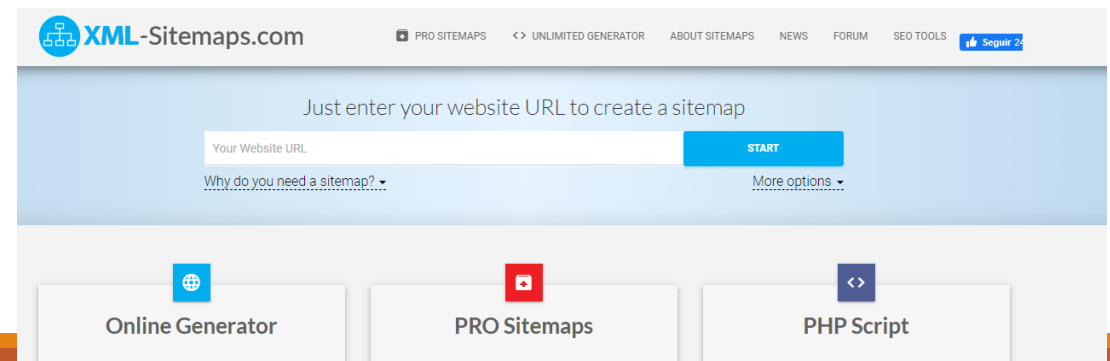 XML-Sitemaps.com
PRO SITEMAPS <> UNLIMITED GENERATOR ABOUT SITEMAPS NEWS FORUM SEO TOOLS Seguir 24
Just enter your website URL to create a sitemap
Your Website URL START
Why do you need a sitemap? More options
Online Generator PRO Sitemaps PHP Script